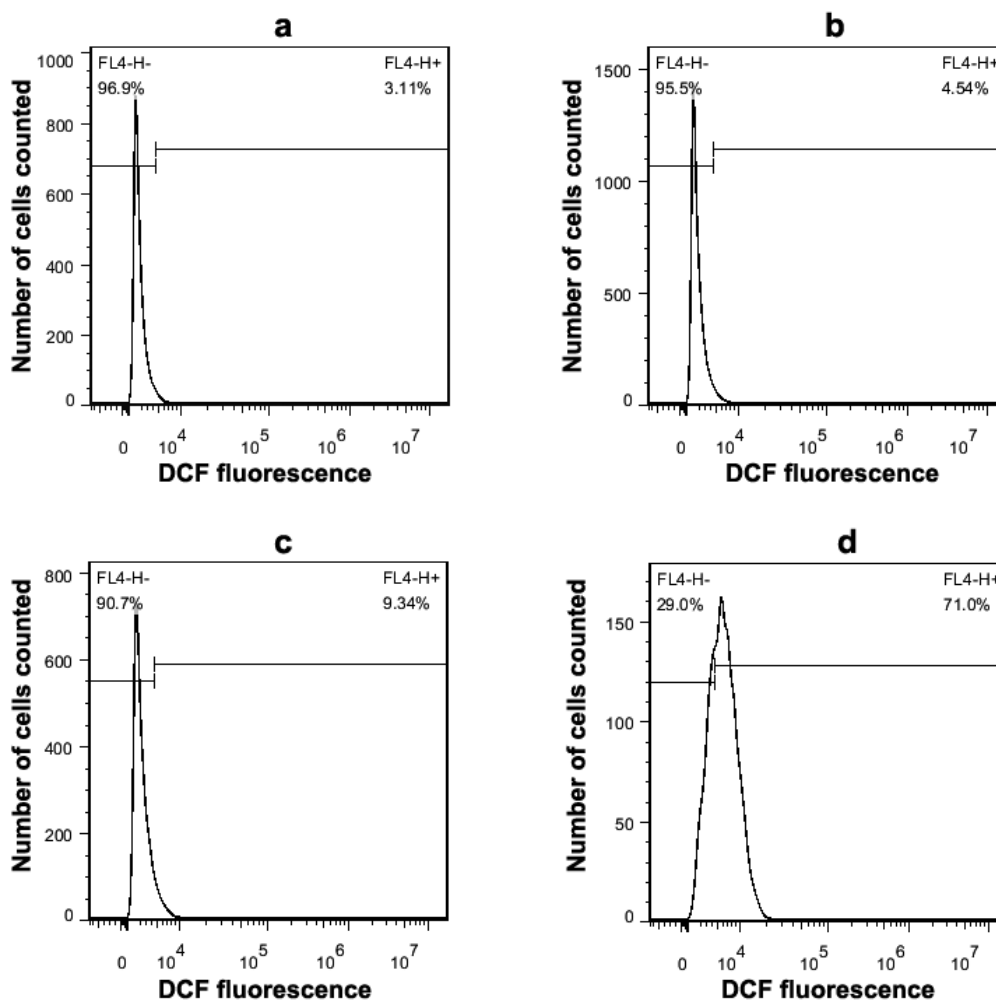 a
FL4-H-
96.9%
FL4-H+
3.11%
1000
800
600
400
200
0
Number of cells counted
0 10^4 10^5 10^6 10^7
DCF fluorescence
b
FL4-H-
95.5%
FL4-H+
4.54%
1500
1000
500
0
Number of cells counted
0 10^4 10^5 10^6 10^7
DCF fluorescence
c
FL4-H-
90.7%
FL4-H+
9.34%
800
600
400
200
0
Number of cells counted
0 10^4 10^5 10^6 10^7
DCF fluorescence
d
FL4-H-
29.0%
FL4-H+
71.0%
150
100
50
0
Number of cells counted
0 10^4 10^5 10^6 10^7
DCF fluorescence